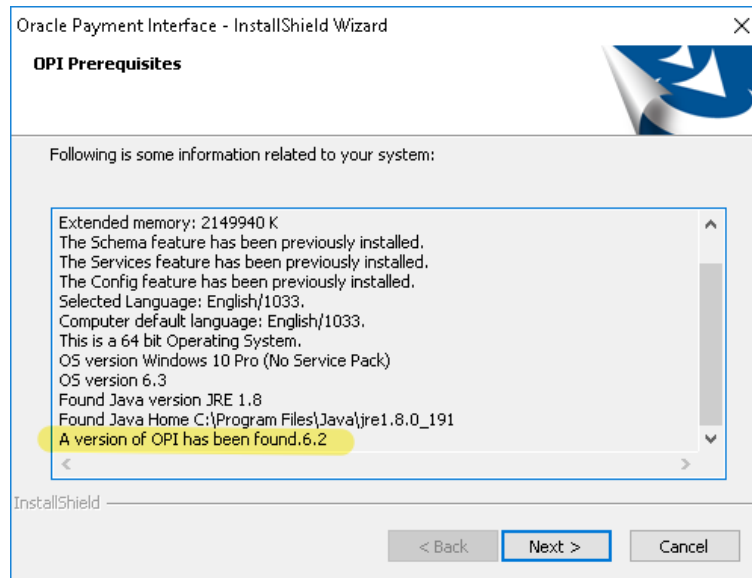 Oracle Payment Interface - InstallShield Wizard
OPI Prerequisites
Following is some information related to your system:
Extended memory: 2149940 K
The Schema feature has been previously installed.
The Services feature has been previously installed.
The Config feature has been previously installed.
Selected Language: English/1033.
Computer default language: English/1033.
This is a 64 bit Operating System.
OS version Windows 10 Pro (No Service Pack)
OS version 6.3
Found Java version JRE 1.8
Found Java Home C:\Program Files\Java\jre1.8.0_191
A version of OPI has been found.6.2
InstallShield
< Back
Next >
Cancel